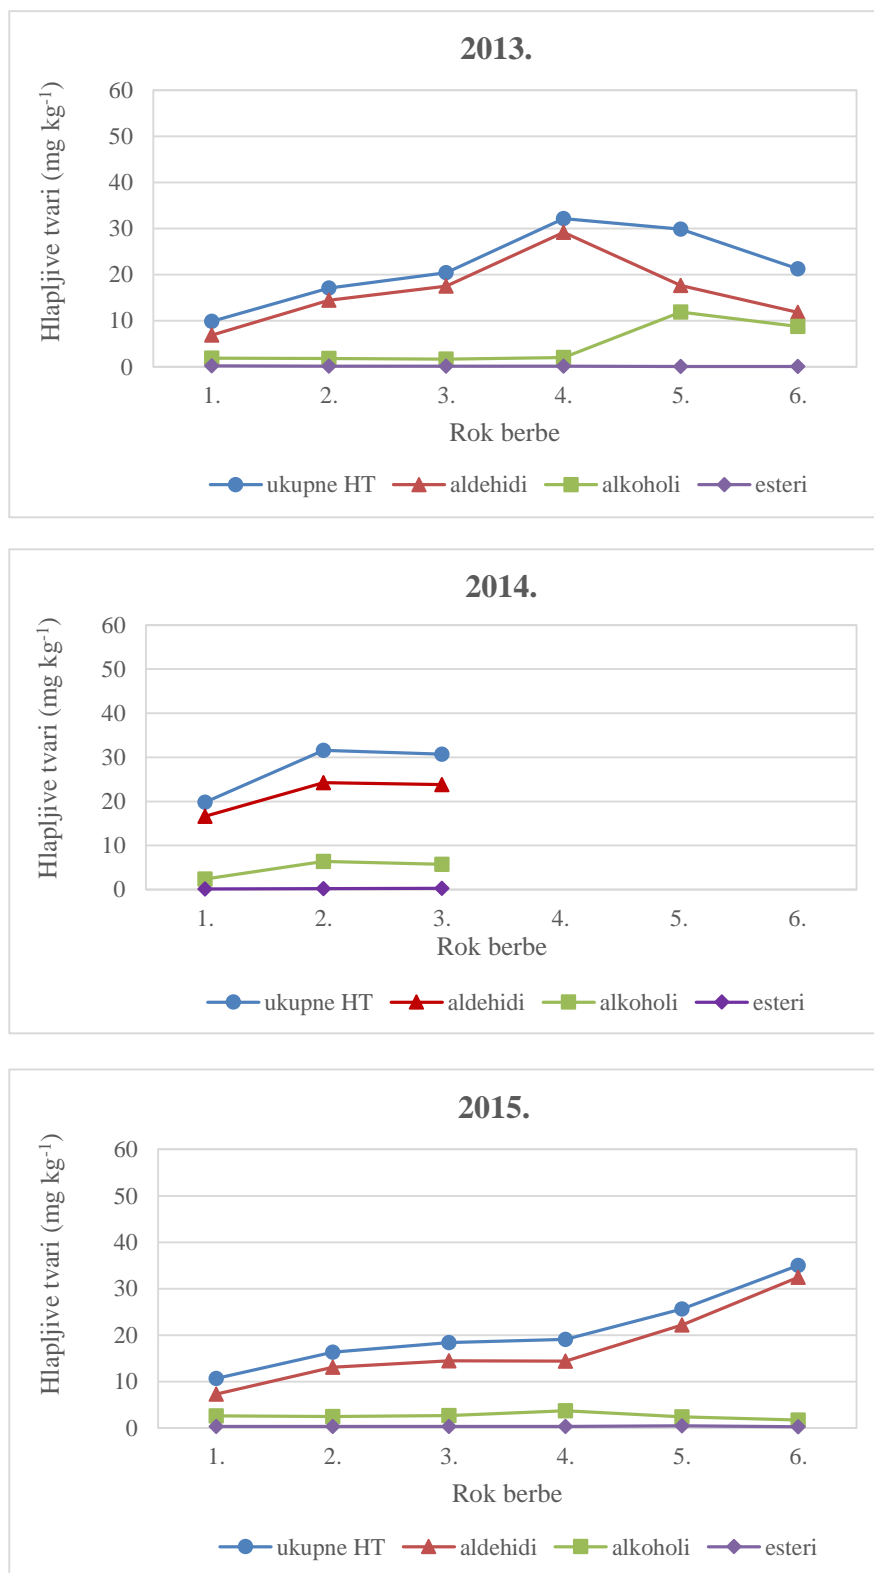 2013.
Hlapljive tvari (mg kg-1)
60
50
40
30
20
10
0
1. 2. 3. 4. 5. 6.
Rok berbe
ukupne HT aldehidi alkoholi esteri
2014.
Hlapljive tvari (mg kg-1)
60
50
40
30
20
10
0
1. 2. 3. 4. 5. 6.
Rok berbe
ukupne HT aldehidi alkoholi esteri
2015.
Hlapljive tvari (mg kg-1)
60
50
40
30
20
10
0
1. 2. 3. 4. 5. 6.
Rok berbe
ukupne HT aldehidi alkoholi esteri